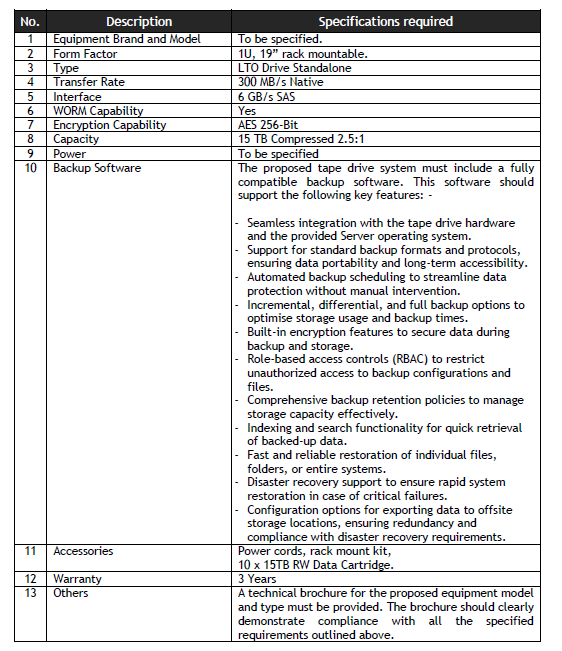 No. Description Specifications required
1 Equipment Brand and Model To be specified.
2 Form Factor 1U, 19” rack mountable.
3 Type LTO Drive Standalone
4 Transfer Rate 300 MB/s Native
5 Interface 6 GB/s SAS
6 WORM Capability Yes
7 Encryption Capability AES 256-Bit
8 Capacity 15 TB Compressed 2.5:1
9 Power To be specified
10 Backup Software The proposed tape drive system must include a fully
compatible backup software. This software should
support the following key features: -
- Seamless integration with the tape drive hardware
and the provided Server operating system.
- Support for standard backup formats and protocols,
ensuring data portability and long-term accessibility.
- Automated backup scheduling to streamline data
protection without manual intervention.
- Incremental, differential, and full backup options to
optimise storage usage and backup times.
- Built-in encryption features to secure data during
backup and storage.
- Role-based access controls (RBAC) to restrict
unauthorized access to backup configurations and
files.
- Comprehensive backup retention policies to manage
storage capacity effectively.
- Indexing and search functionality for quick retrieval
of backed-up data.
- Fast and reliable restoration of individual files,
folders, or entire systems.
- Disaster recovery support to ensure rapid system
restoration in case of critical failures.
- Configuration options for exporting data to offsite
storage locations, ensuring redundancy and
compliance with disaster recovery requirements.
11 Accessories Power cords, rack mount kit,
10 x 15TB RW Data Cartridge.
12 Warranty 3 Years
13 Others A technical brochure for the proposed equipment model
and type must be provided. The brochure should clearly
demonstrate compliance with all the specified
requirements outlined above.